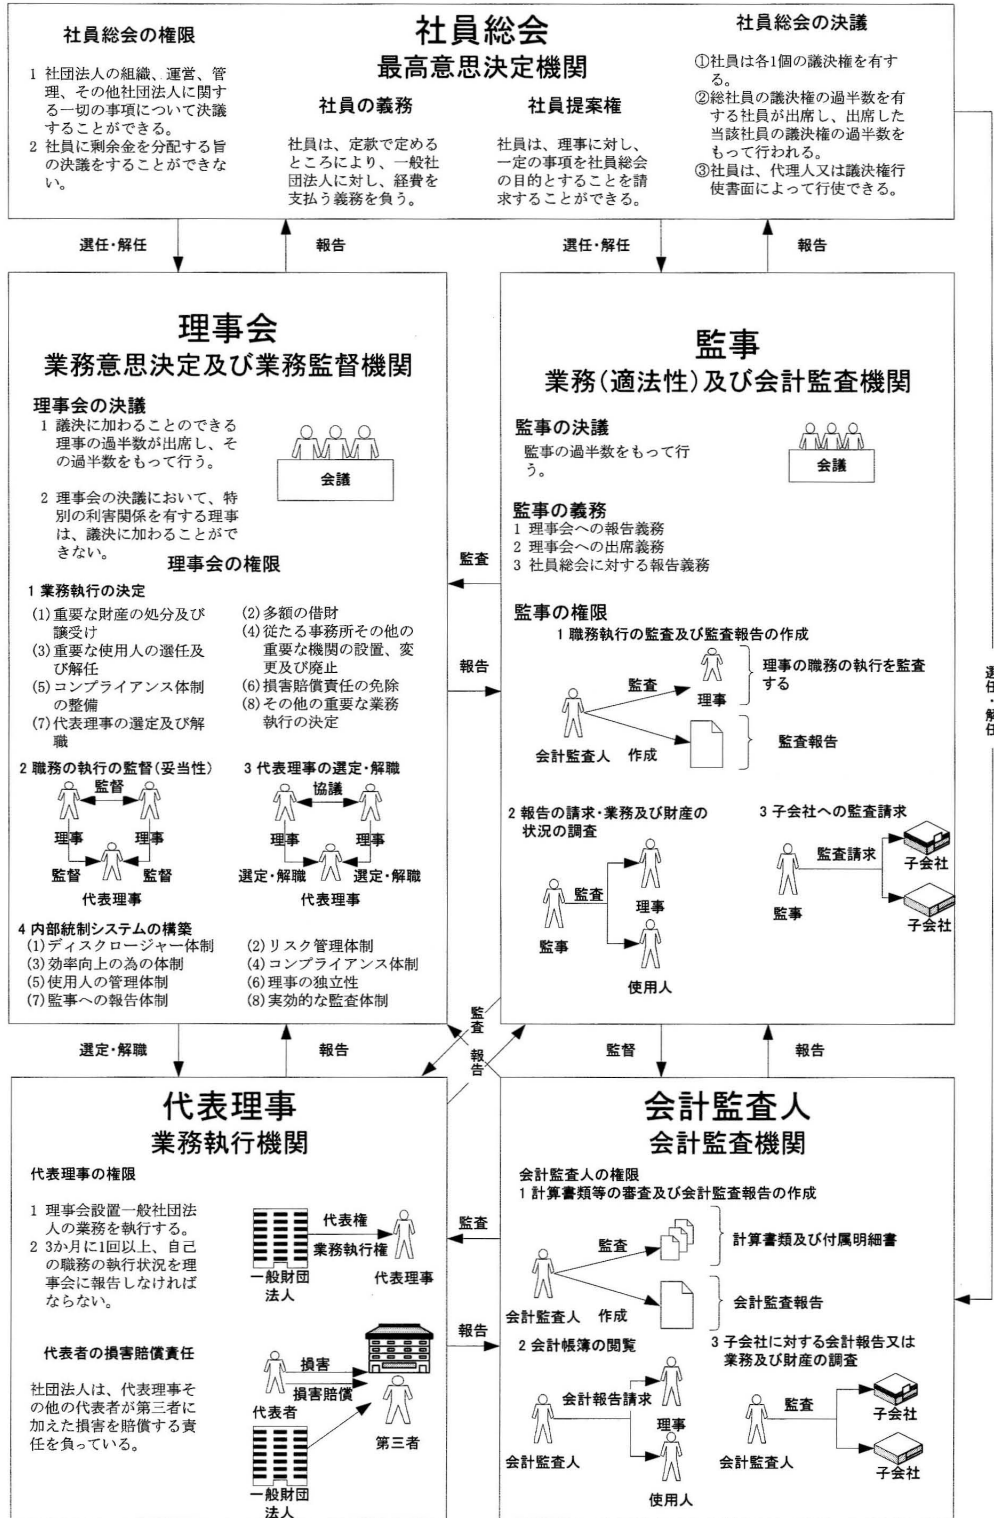 社員総会
最高意思決定機関
社員総会の権限
1 社団法人の組織、運営、管
理、その他社団法人に関す
る一切の事項について決議
することができる。
2 社員に剰余金を分配する旨
の決議をすることができな
い。
社員の義務
社員は、定款で定める
ところにより、一般社
団法人に対し、経費を
支払う義務を負う。
社員提案権
社員は、理事に対し、
一定の事項を社員総会
の目的とすることを請
求することができる。
社員総会の決議
①社員は各1個の議決権を有す
る。
②総社員の議決権の過半数を有
する社員が出席し、出席した
当該社員の議決権の過半数を
もって行われる。
③社員は、代理人又は議決権行
使書面によって行使できる。
選任・解任
報告
選任・解任
報告
選任・解任
理事会
業務意思決定及び業務監督機関
理事会の決議
1 議決に加わることのできる
理事の過半数が出席し、そ
の過半数をもって行う。
会議
2 理事会の決議において、特
別の利害関係を有する理事
は、議決に加わることがで
きない。
理事会の権限
1 業務執行の決定
(1)重要な財産の処分及び
譲受け
(2)多額の借財
(3)重要な使用人の選任及
び解任
(4)従たる事務所その他の
重要な機関の設置、変
更及び廃止
(5)コンプライアンス体制
の整備
(6)損害賠償責任の免除
(7)代表理事の選定及び解
職
(8)その他の重要な業務
執行の決定
2 職務の執行の監督(妥当性)
監督
理事
理事
監督
監督
代表理事
3 代表理事の選定・解職
協議
理事
理事
選定・解職
選定・解職
代表理事
4 内部統制システムの構築
(1)ディスクロージャー体制
(2)リスク管理体制
(3)効率向上の為の体制
(4)コンプライアンス体制
(5)使用人の管理体制
(6)理事の独立性
(7)監事への報告体制
(8)実効的な監査体制
監査
報告
監事
業務(適法性)及び会計監査機関
監事の決議
監事の過半数をもって行
う。
会議
監事の義務
1 理事会への報告義務
2 理事会への出席義務
3 社員総会に対する報告義務
監事の権限
1 職務執行の監査及び監査報告の作成
監査
理事
理事の職務の執行を監査
する
会計監査人
作成
監査報告
2 報告の請求・業務及び財産の
状況の調査
監査
監事
理事
使用人
3 子会社への監査請求
監査請求
監事
子会社
子会社
選定・解職
報告
監査
報告
監督
報告
代表理事
業務執行機関
代表理事の権限
1 理事会設置一般社団法
人の業務を執行する。
2 3か月に1回以上、自己
の職務の執行状況を理
事会に報告しなければ
ならない。
代表権
業務執行権
一般財団
法人
代表理事
代表者の損害賠償責任
社団法人は、代表理事そ
の他の代表者が第三者に
加えた損害を賠償する責
任を負っている。
損害
損害賠償
代表者
第三者
一般財団
法人
監査
報告
会計監査人
会計監査機関
会計監査人の権限
1 計算書類等の審査及び会計監査報告の作成
監査
計算書類及び付属明細書
会計監査人
作成
会計監査報告
2 会計帳簿の閲覧
会計報告請求
会計監査人
理事
使用人
3 子会社に対する会計報告又は
業務及び財産の調査
監査
会計監査人
子会社
子会社